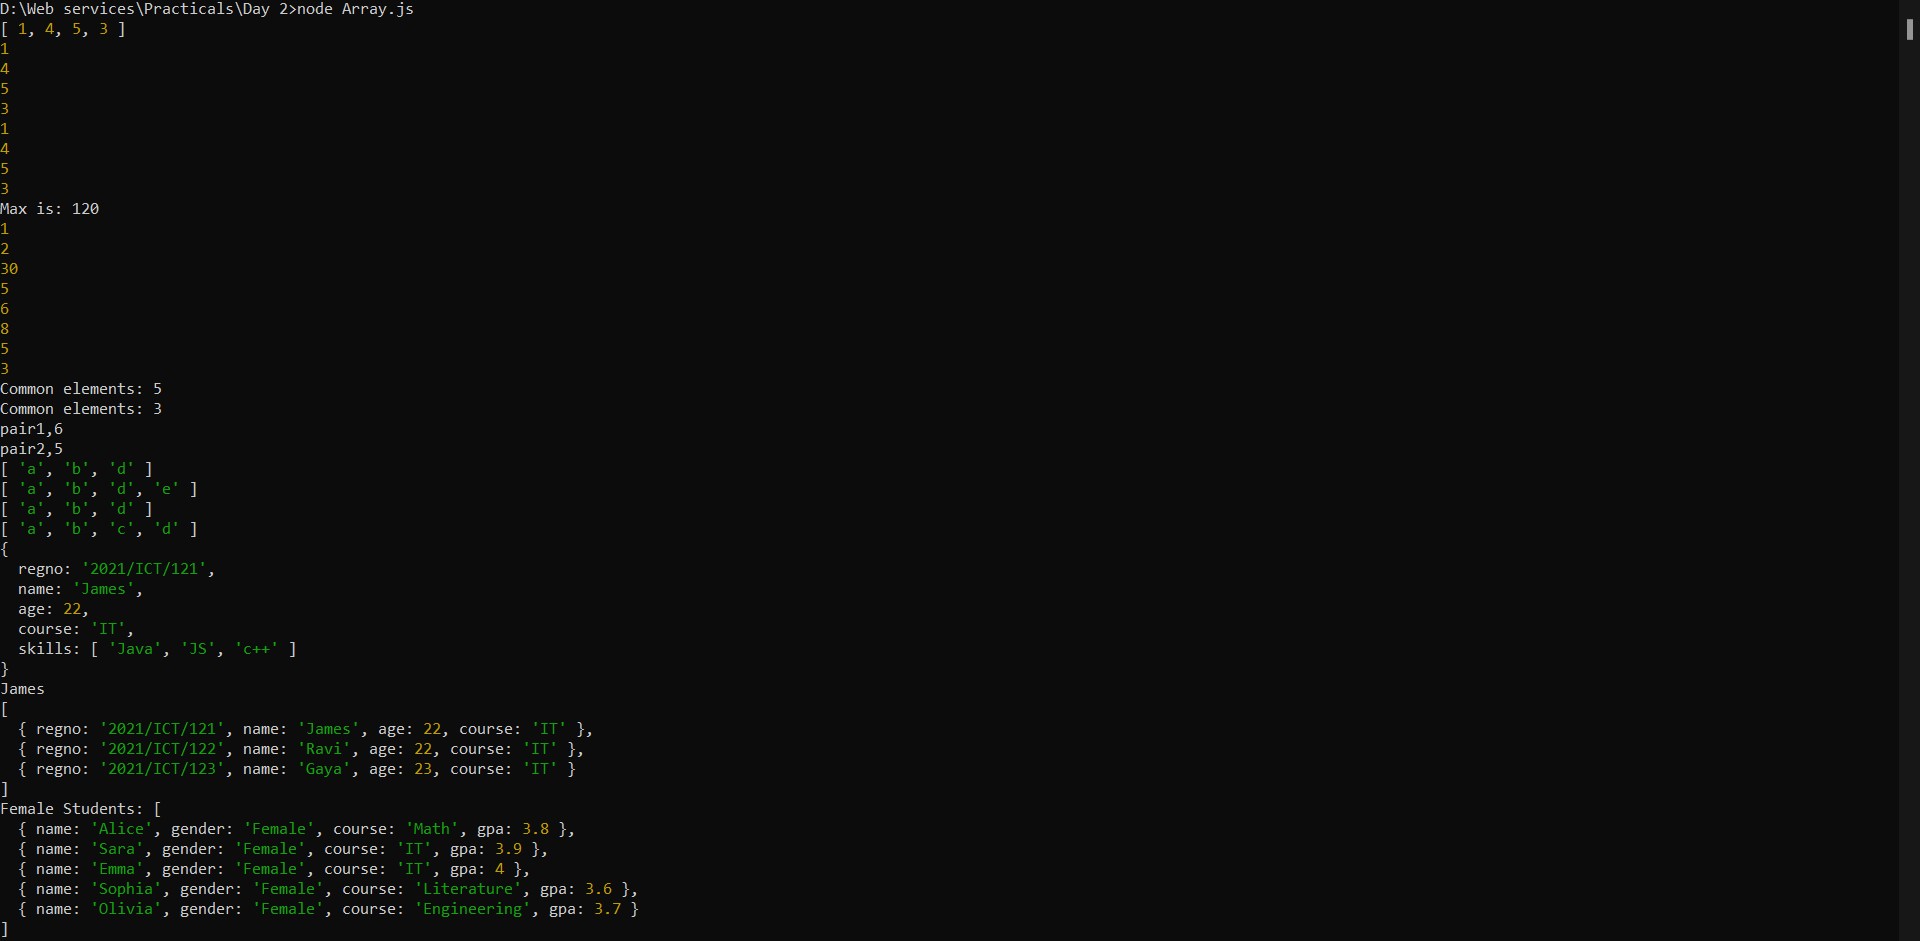 D:\Web services\Practicals\Day 2>node Array.js
[ 1, 4, 5, 3 ]
1
4
5
3
1
4
5
3
Max is: 120
1
2
30
5
6
8
5
3
Common elements: 5
Common elements: 3
pair1,6
pair2,5
[ 'a', 'b', 'd' ]
[ 'a', 'b', 'd', 'e' ]
[ 'a', 'b', 'd' ]
[ 'a', 'b', 'c', 'd' ]
{
  regno: '2021/ICT/121',
  name: 'James',
  age: 22,
  course: 'IT',
  skills: [ 'Java', 'JS', 'c++' ]
}
James
[
  { regno: '2021/ICT/121', name: 'James', age: 22, course: 'IT' },
  { regno: '2021/ICT/122', name: 'Ravi', age: 22, course: 'IT' },
  { regno: '2021/ICT/123', name: 'Gaya', age: 23, course: 'IT' }
]
Female Students: [
  { name: 'Alice', gender: 'Female', course: 'Math', gpa: 3.8 },
  { name: 'Sara', gender: 'Female', course: 'IT', gpa: 3.9 },
  { name: 'Emma', gender: 'Female', course: 'IT', gpa: 4 },
  { name: 'Sophia', gender: 'Female', course: 'Literature', gpa: 3.6 },
  { name: 'Olivia', gender: 'Female', course: 'Engineering', gpa: 3.7 }
]